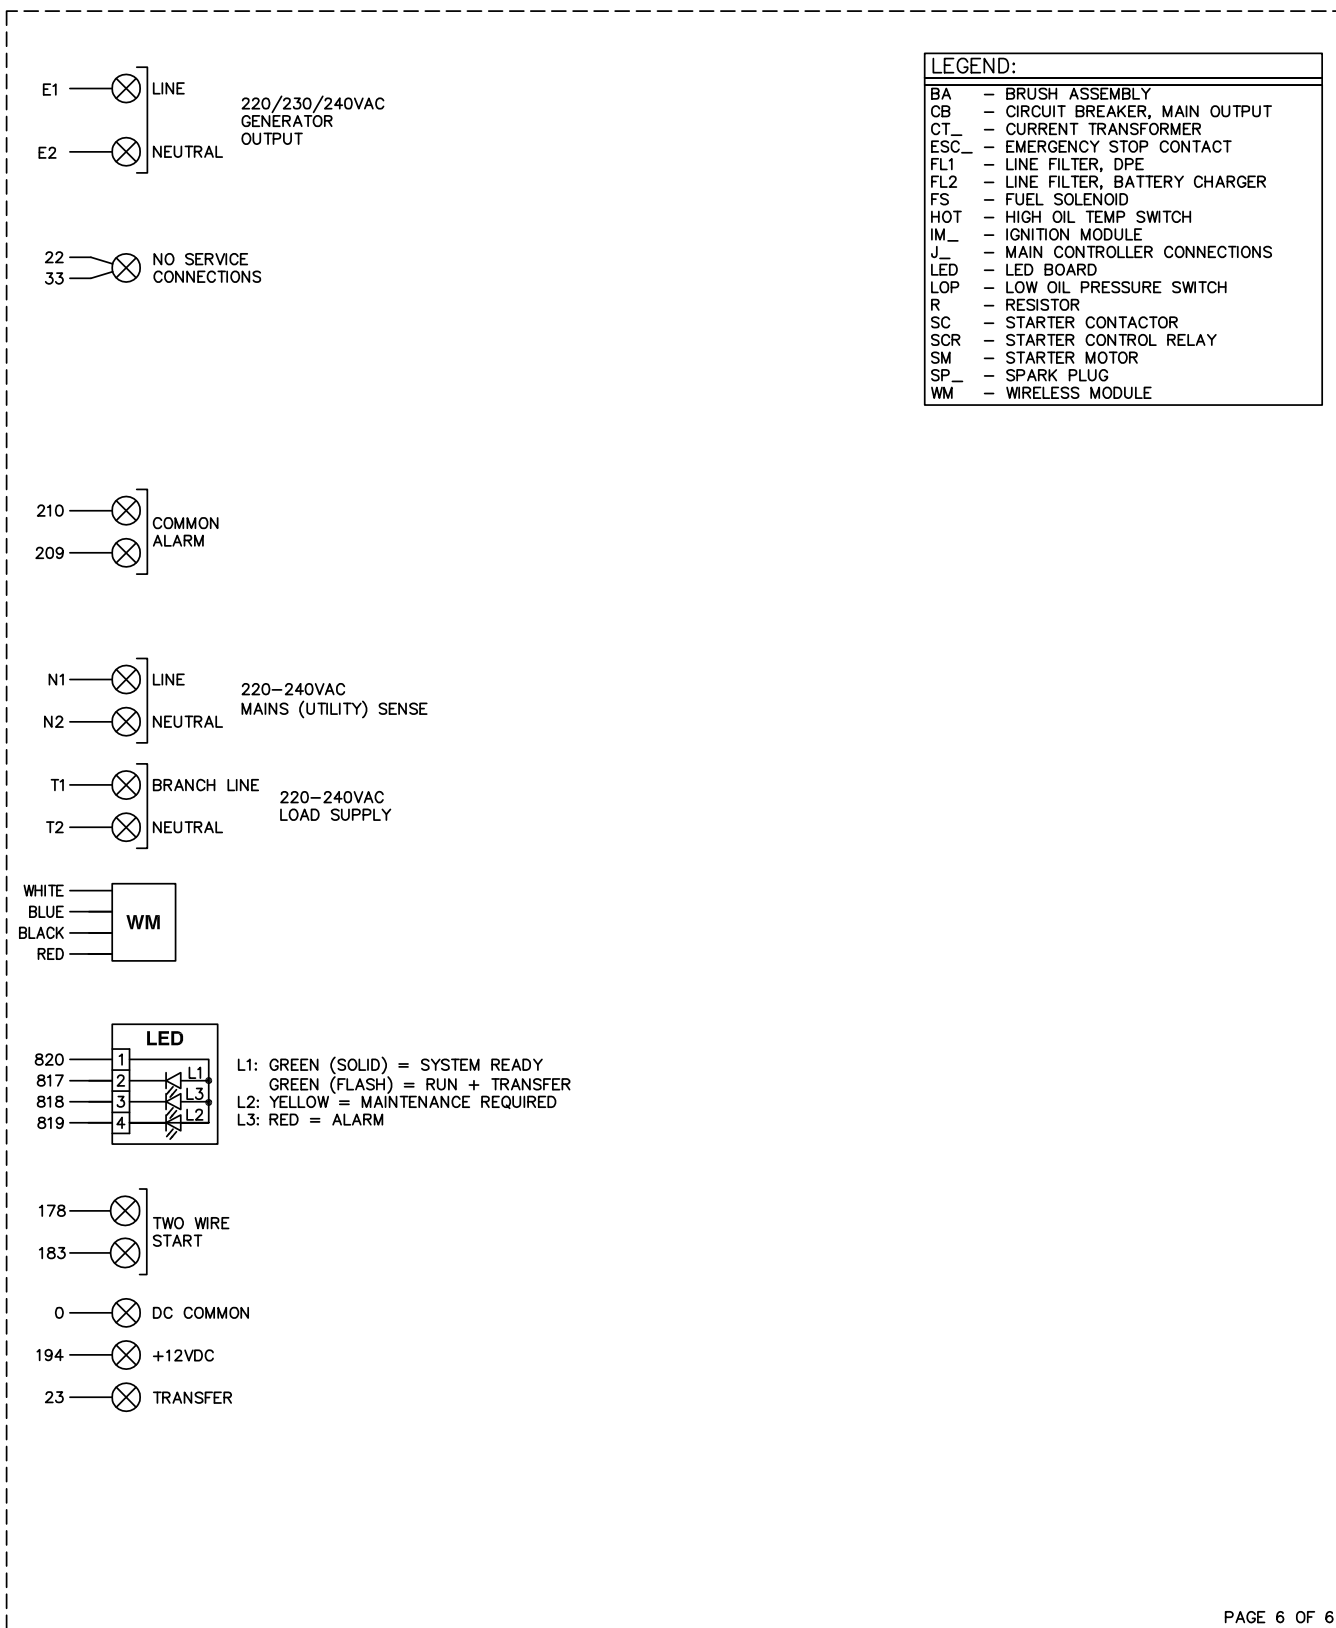 E1 LINE
220/230/240VAC
GENERATOR
OUTPUT
E2 NEUTRAL
22
33
NO SERVICE
CONNECTIONS
210
209
COMMON
ALARM
N1 LINE
N2 NEUTRAL
220-240VAC
MAINS (UTILITY) SENSE
T1 BRANCH LINE
T2 NEUTRAL
220-240VAC
LOAD SUPPLY
WHITE
BLUE
BLACK
RED
WM
LED
820 1
817 2 L1
818 3 L3
819 4 L2
L1: GREEN (SOLID) = SYSTEM READY
GREEN (FLASH) = RUN + TRANSFER
L2: YELLOW = MAINTENANCE REQUIRED
L3: RED = ALARM
178
183
TWO WIRE
START
0 DC COMMON
194 +12VDC
23 TRANSFER
LEGEND:
BA - BRUSH ASSEMBLY
CB - CIRCUIT BREAKER, MAIN OUTPUT
CT_ - CURRENT TRANSFORMER
ESC_ - EMERGENCY STOP CONTACT
FL1 - LINE FILTER, DPE
FL2 - LINE FILTER, BATTERY CHARGER
FS - FUEL SOLENOID
HOT - HIGH OIL TEMP SWITCH
IM_ - IGNITION MODULE
J_ - MAIN CONTROLLER CONNECTIONS
LED - LED BOARD
LOP - LOW OIL PRESSURE SWITCH
R - RESISTOR
SC - STARTER CONTACTOR
SCR - STARTER CONTROL RELAY
SM - STARTER MOTOR
SP_ - SPARK PLUG
WM - WIRELESS MODULE
PAGE 6 OF 6